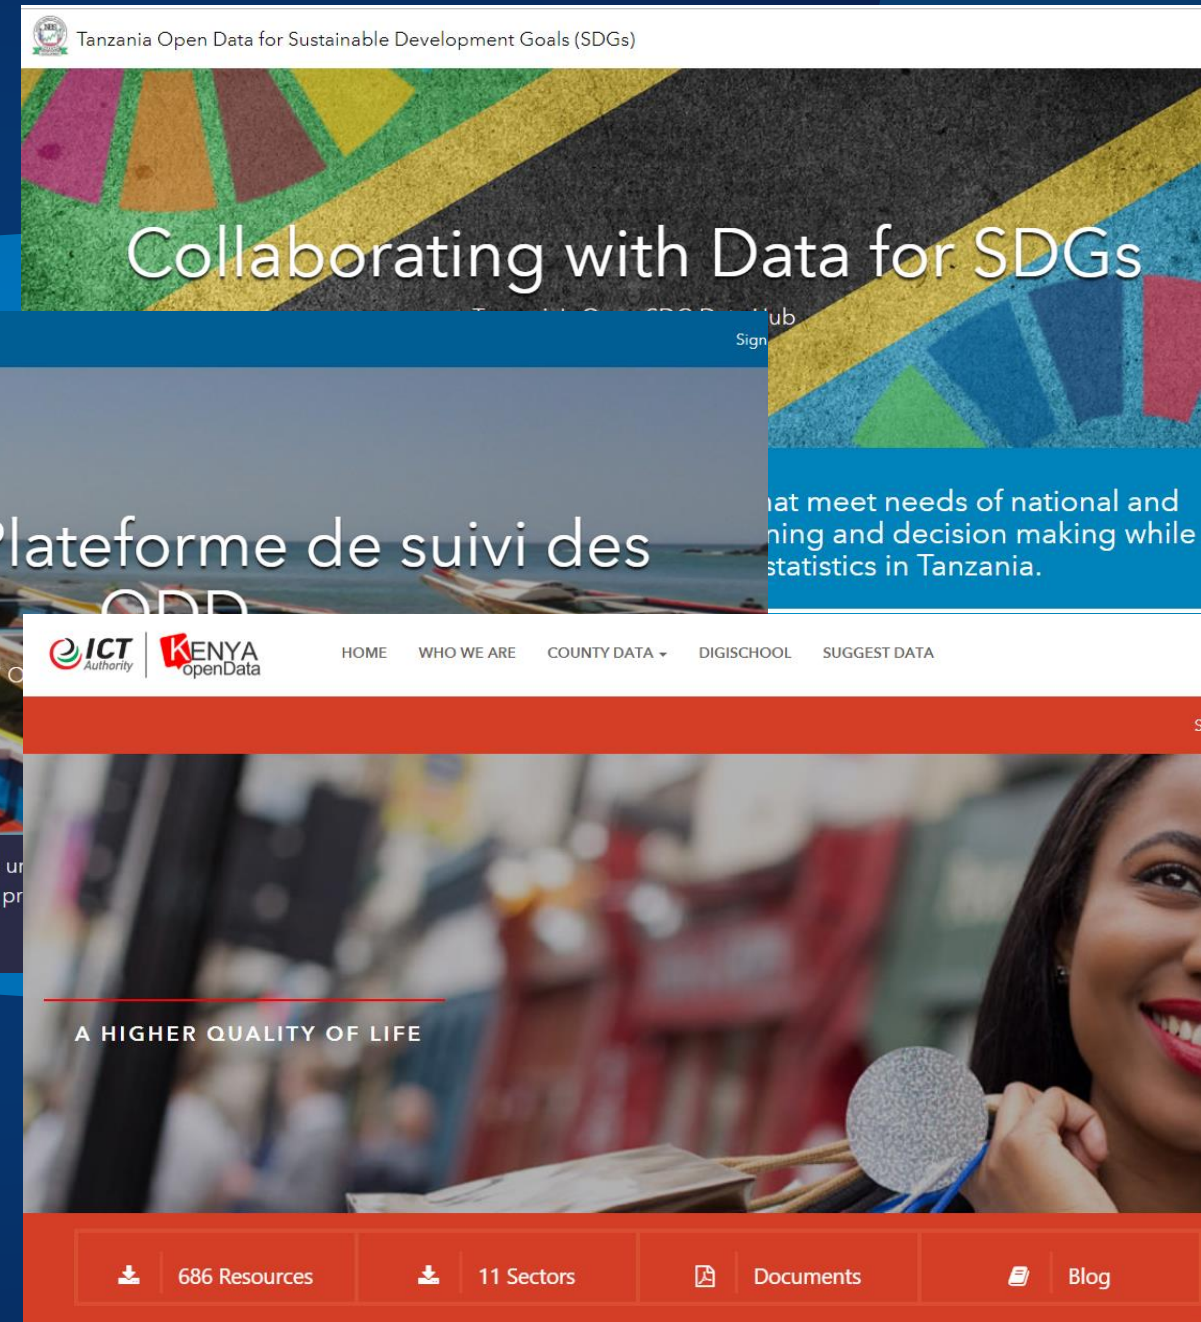 Tanzania Open Data for Sustainable Development Goals (SDGs)
Collaborating with Data for SDGs
Sign
Plateforme de suivi des
ODD
at meet needs of national and
ning and decision making while
statistics in Tanzania.
ICT
Authority
KENYA
openData
HOME WHO WE ARE COUNTY DATA DIGISCHOOL SUGGEST DATA
A HIGHER QUALITY OF LIFE
686 Resources 11 Sectors Documents Blog